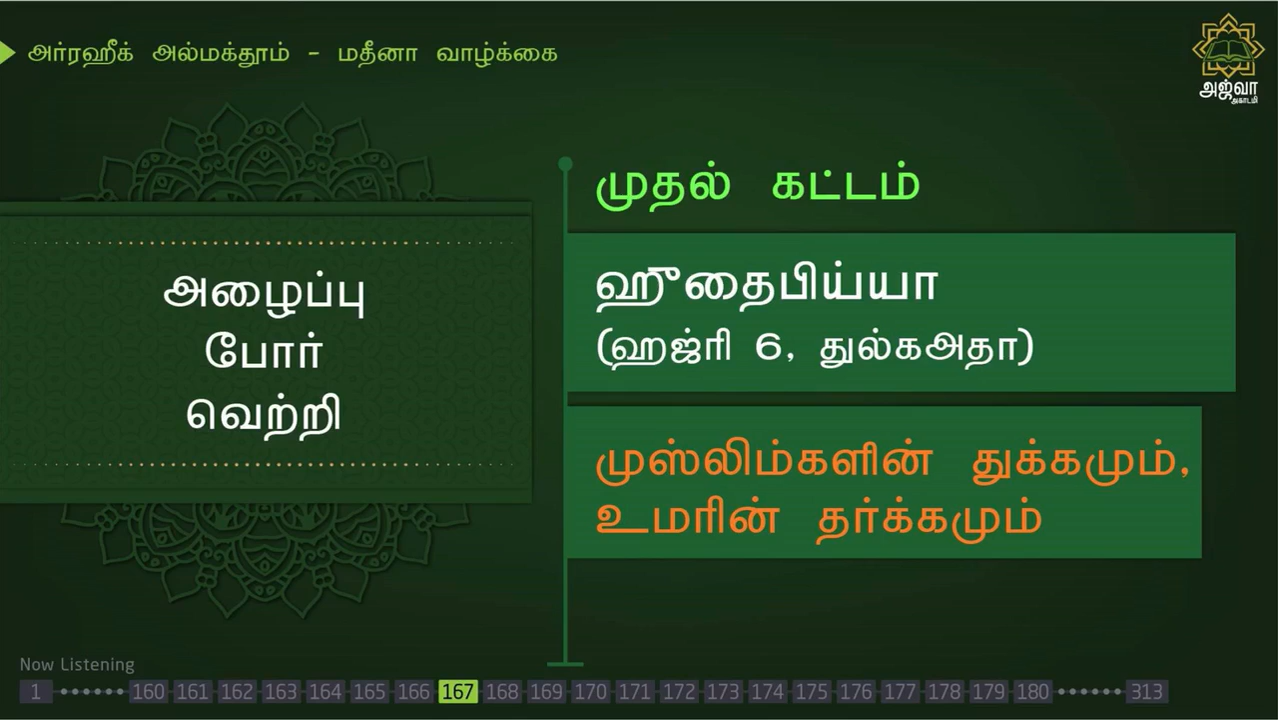 அர்ரஹீக் அல்மக்தூம் - மதீனா வாழ்க்கை
அஜ்வா
அகாடமி
முதல் கட்டம்
அழைப்பு
போர்
வெற்றி
ஹுதைபிய்யா
(ஹஜ்ரி 6, துல்கஅதா)
முஸ்லிம்களின் துக்கமும்,
உமரின் தர்க்கமும்
Now Listening
1 160 161 162 163 164 165 166 167 168 169 170 171 172 173 174 175 176 177 178 179 180 313